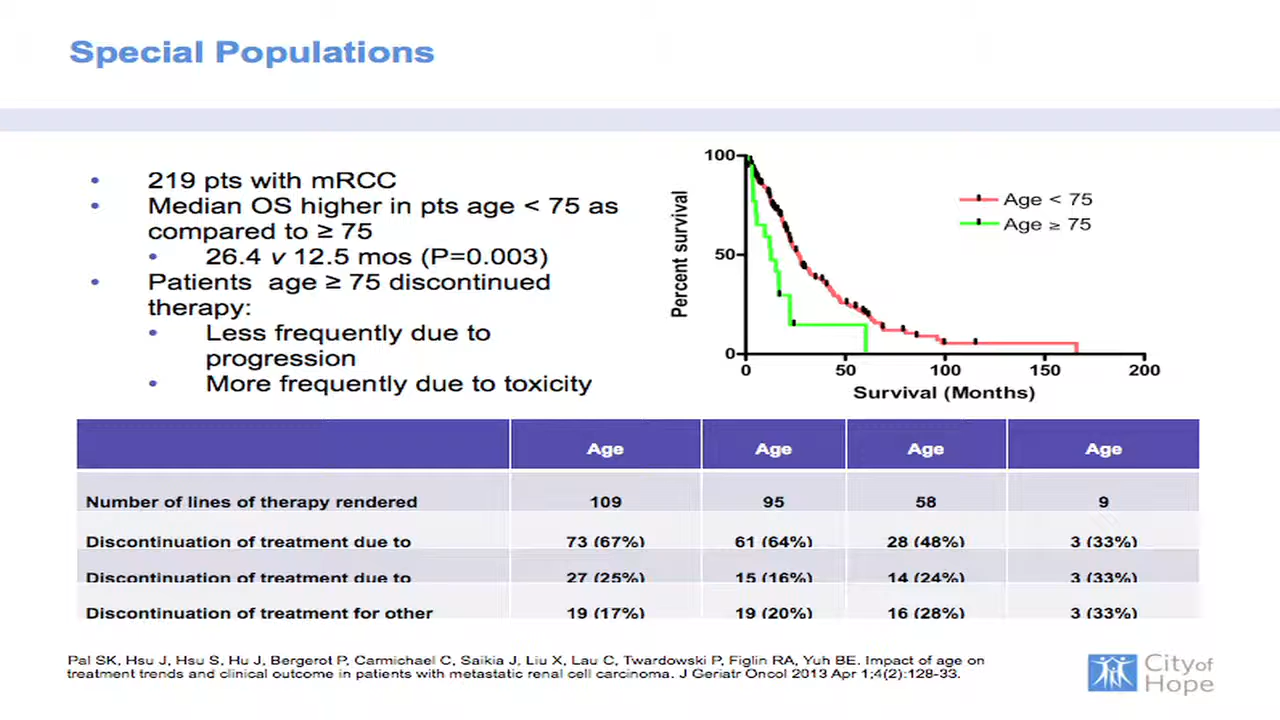 Special Populations
• 219 pts with mRCC
• Median OS higher in pts age < 75 as
compared to ≥ 75
• 26.4 v 12.5 mos (P=0.003)
• Patients age ≥ 75 discontinued
therapy:
• Less frequently due to
progression
• More frequently due to toxicity
100
50
0
Percent survival
Age < 75
Age ≥ 75
0 50 100 150 200
Survival (Months)
Age Age Age Age
Number of lines of therapy rendered 109 95 58 9
Discontinuation of treatment due to 73 (67%) 61 (64%) 28 (48%) 3 (33%)
Discontinuation of treatment due to 27 (25%) 15 (16%) 14 (24%) 3 (33%)
Discontinuation of treatment for other 19 (17%) 19 (20%) 16 (28%) 3 (33%)
Pal SK, Hsu J, Hsu S, Hu J, Bergerot P, Carmichael C, Saikia J, Liu X, Lau C, Twardowski P, Figlin RA, Yuh BE. Impact of age on
treatment trends and clinical outcome in patients with metastatic renal cell carcinoma. J Geriatr Oncol 2013 Apr 1;4(2):128-33.
City of
Hope